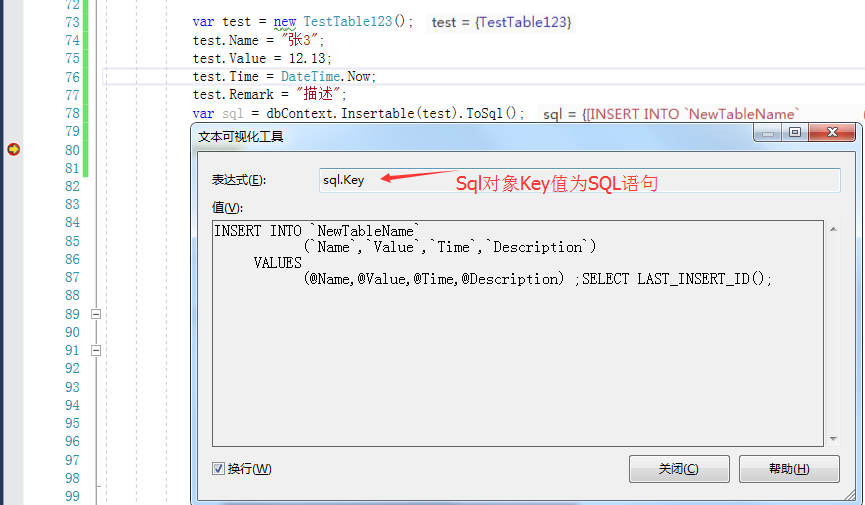 72
73 var test = new TestTable123(); test = {TestTable123}
74 test.Name = "张3";
75 test.Value = 12.13;
76 test.Time = DateTime.Now;
77 test.Remark = "描述";
78 var sql = dbContext.Insertable(test).ToSql(); sql = {[INSERT INTO `NewTableName`
79 文本可视化工具
80
81 表达式(E): sql.Key Sql对象Key值为SQL语句
82
83 值(V):
84 INSERT INTO `NewTableName`
85 (`Name`,`Value`,`Time`,`Description`)
86 VALUES
87 (@Name,@Value,@Time,@Description) ;SELECT LAST_INSERT_ID();
88
89
90
91
92
93
94
95
96
97 换行(W) 关闭(C) 帮助(H)
98
99